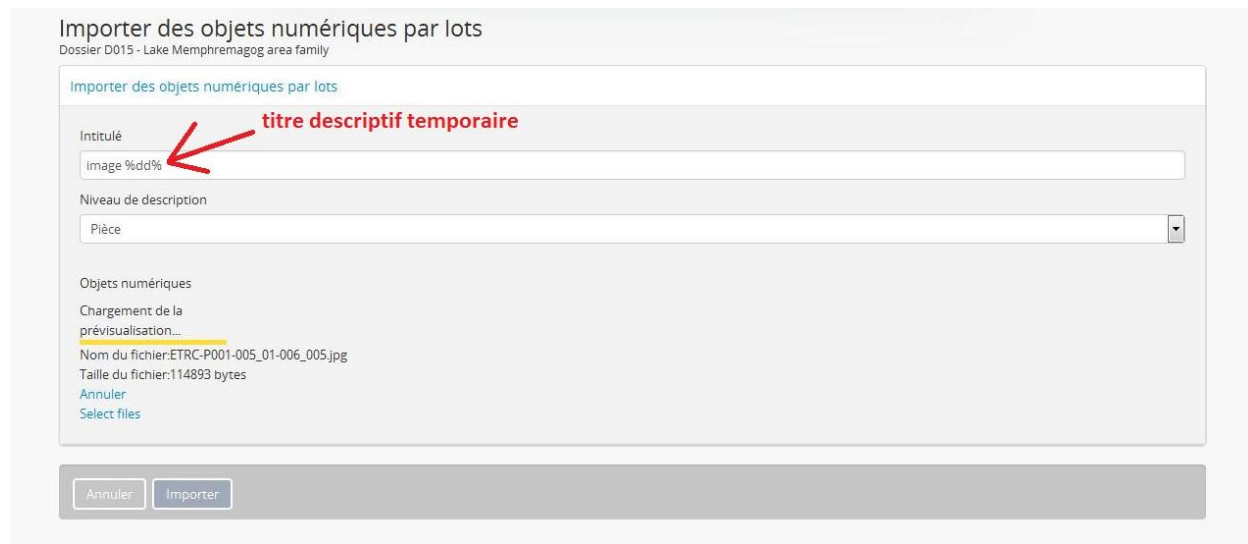 Importer des objets numériques par lots
Dossier D015 - Lake Memphremagog area family
Importer des objets numériques par lots
titre descriptif temporaire
Intitulé
image %dd%
Niveau de description
Pièce
Objets numériques
Chargement de la
prévisualisation...
Nom du fichier:ETRC-P001-005_01-006_005.jpg
Taille du fichier:114893 bytes
Annuler
Select files
Annuler Importer